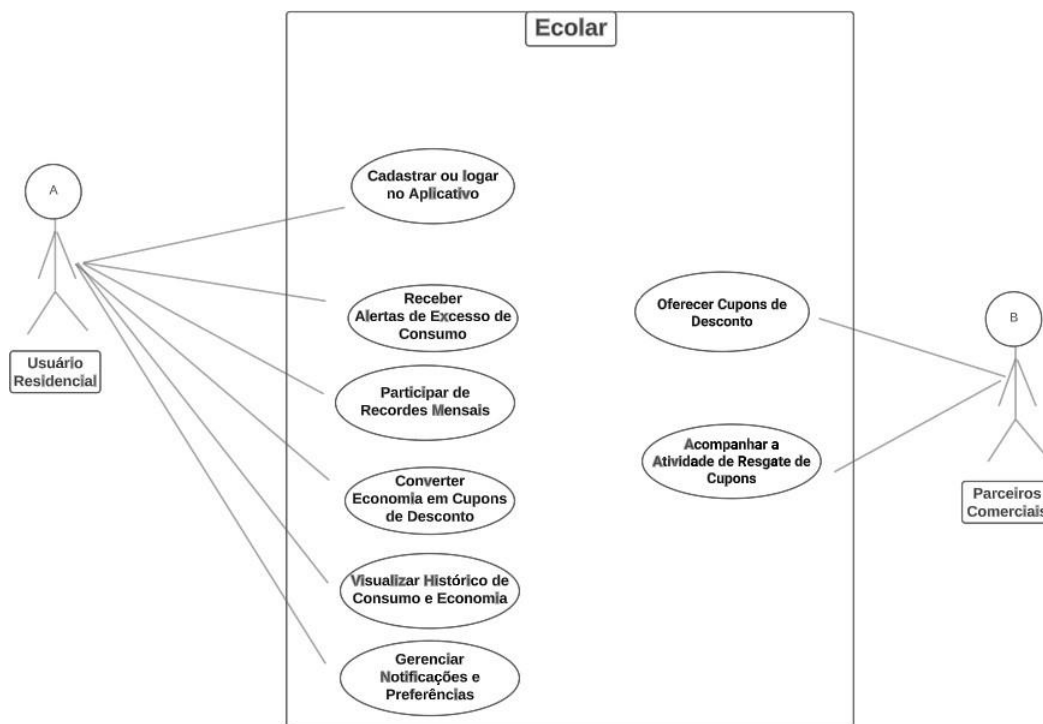 Ecolar
A
Usuário
Residencial
Cadastrar ou logar
no Aplicativo
Receber
Alertas de Excesso de
Consumo
Participar de
Recordes Mensais
Converter
Economia em Cupons
de Desconto
Visualizar Histórico de
Consumo e Economia
Gerenciar
Notificações e
Preferências
Oferecer Cupons de
Desconto
Acompanhar a
Atividade de Resgate de
Cupons
B
Parceiros
Comerciais